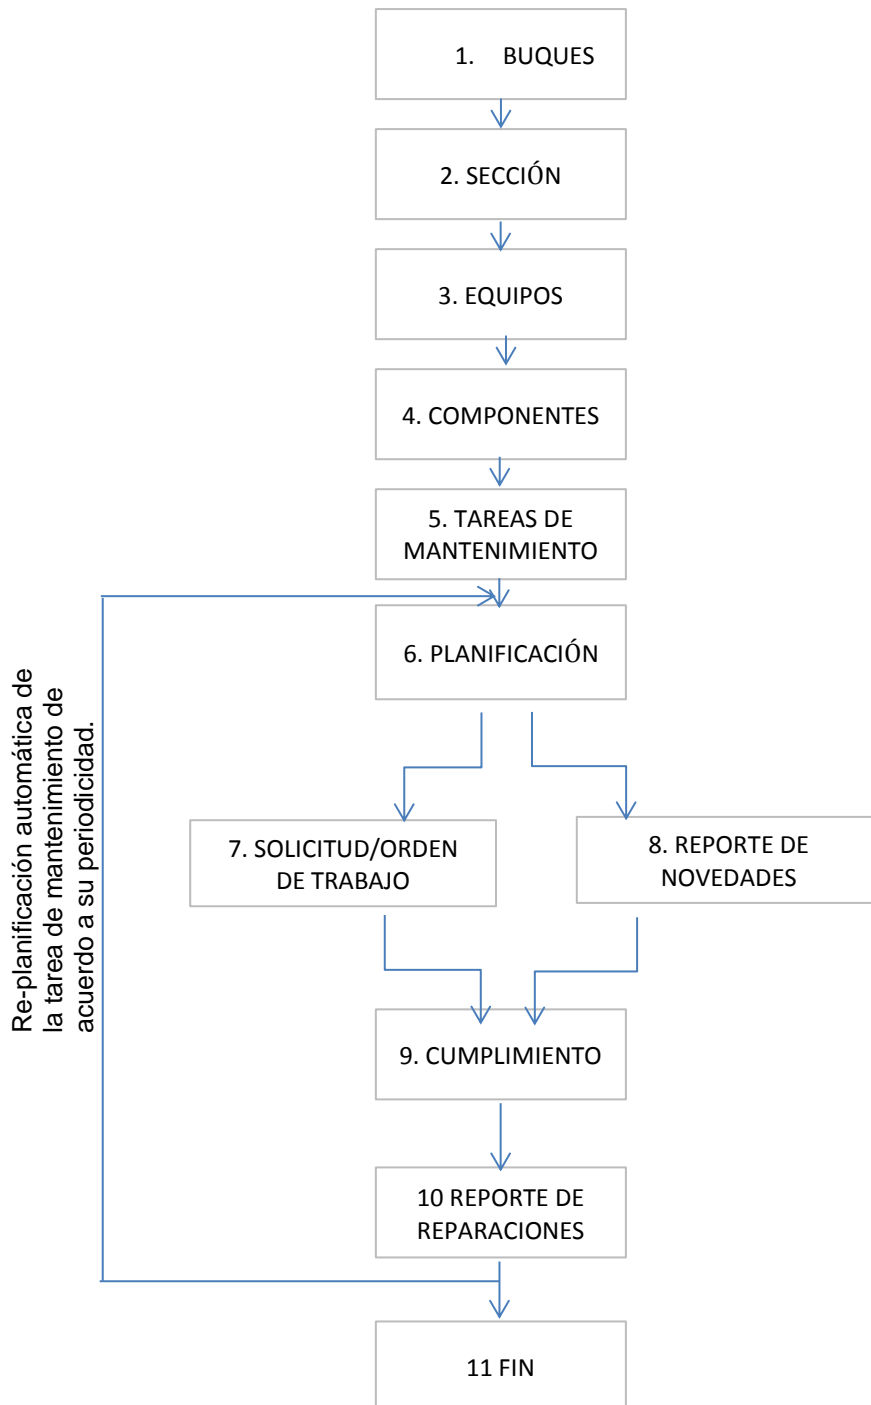 1. BUQUES
2. SECCIÓN
3. EQUIPOS
4. COMPONENTES
5. TAREAS DE
MANTENIMIENTO
6. PLANIFICACIÓN
Re-planificación automática de
la tarea de mantenimiento de
acuerdo a su periodicidad.
7. SOLICITUD/ORDEN
DE TRABAJO
8. REPORTE DE
NOVEDADES
9. CUMPLIMIENTO
10 REPORTE DE
REPARACIONES
11 FIN